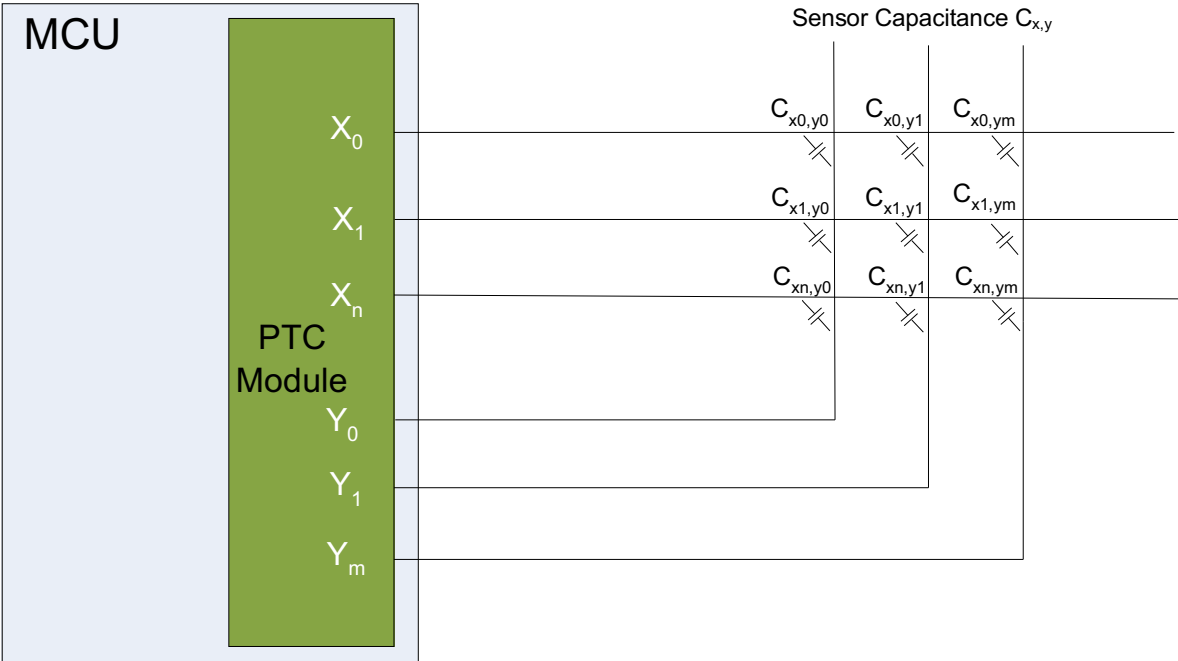 MCU
Sensor Capacitance Cx,y
X0
Cx0,y0 Cx0,y1 Cx0,ym
X1
Cx1,y0 Cx1,y1 Cx1,ym
Xn
Cxn,y0 Cxn,y1 Cxn,ym
PTC
Module
Y0
Y1
Ym